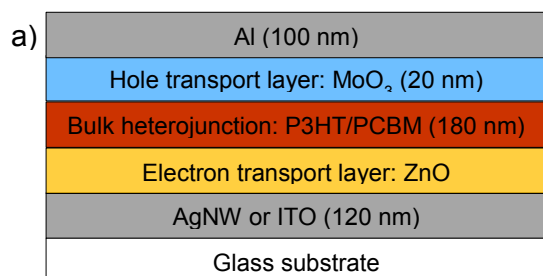 a)
Al (100 nm)
Hole transport layer: MoO₃ (20 nm)
Bulk heterojunction: P3HT/PCBM (180 nm)
Electron transport layer: ZnO
AgNW or ITO (120 nm)
Glass substrate